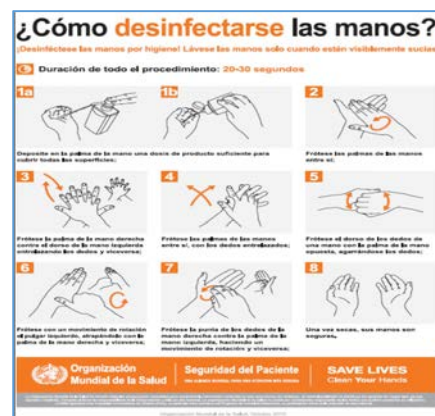 ¿Cómo desinfectarse las manos?
¡Desinféctese las manos por higiene! Lávese las manos solo cuando estén visiblemente sucias
Duración de todo el procedimiento: 20-30 segundos
1a
1b
2
Deposite en la palma de la mano una dosis de producto suficiente para
cubrir todas las superficies;
Frótese las palmas de las manos
entre sí;
3
4
5
Frótese la palma de la mano derecha
contra el dorso de la mano izquierda
entrelazando los dedos y viceversa;
Frótese las palmas de las manos
entre sí, con los dedos entrelazados;
Frótese el dorso de los dedos de
una mano con la palma de la mano
opuesta, agarrándose los dedos;
6
7
8
Frótese con un movimiento de rotación
el pulgar izquierdo, atrapándolo con la
palma de la mano derecha y viceversa;
Frótese la punta de los dedos de la
mano derecha contra la palma de la
mano izquierda, haciendo un
movimiento de rotación y viceversa;
Una vez secas, sus manos son
seguras.
Organización
Mundial de la Salud
Seguridad del Paciente
SAVE LIVES
Clean Your Hands